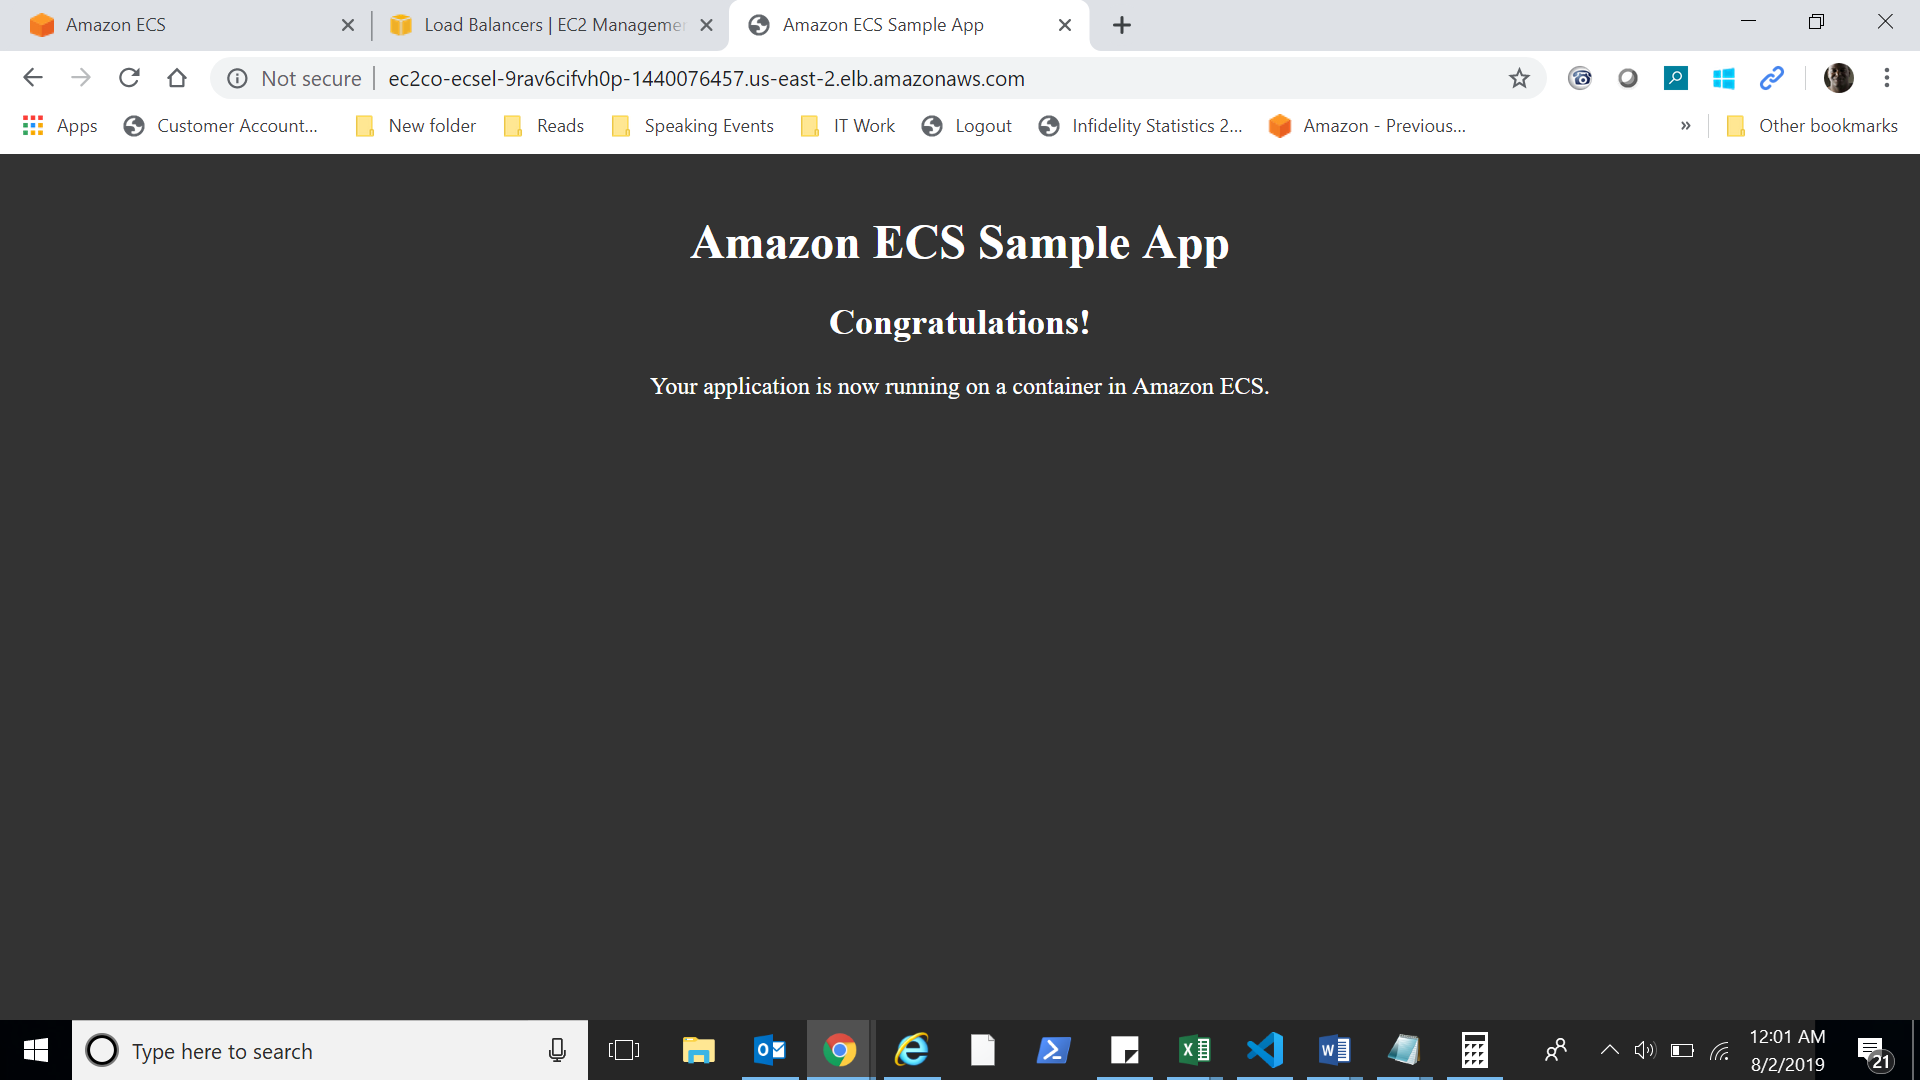 Amazon ECS
Load Balancers | EC2 Managemer
Amazon ECS Sample App
Not secure
ec2co-ecsel-9rav6cifvh0p-1440076457.us-east-2.elb.amazonaws.com
Apps
Customer Account...
New folder
Reads
Speaking Events
IT Work
Logout
Infidelity Statistics 2...
Amazon - Previous...
»
Other bookmarks
Amazon ECS Sample App
Congratulations!
Your application is now running on a container in Amazon ECS.
Type here to search
12:01 AM
8/2/2019
21